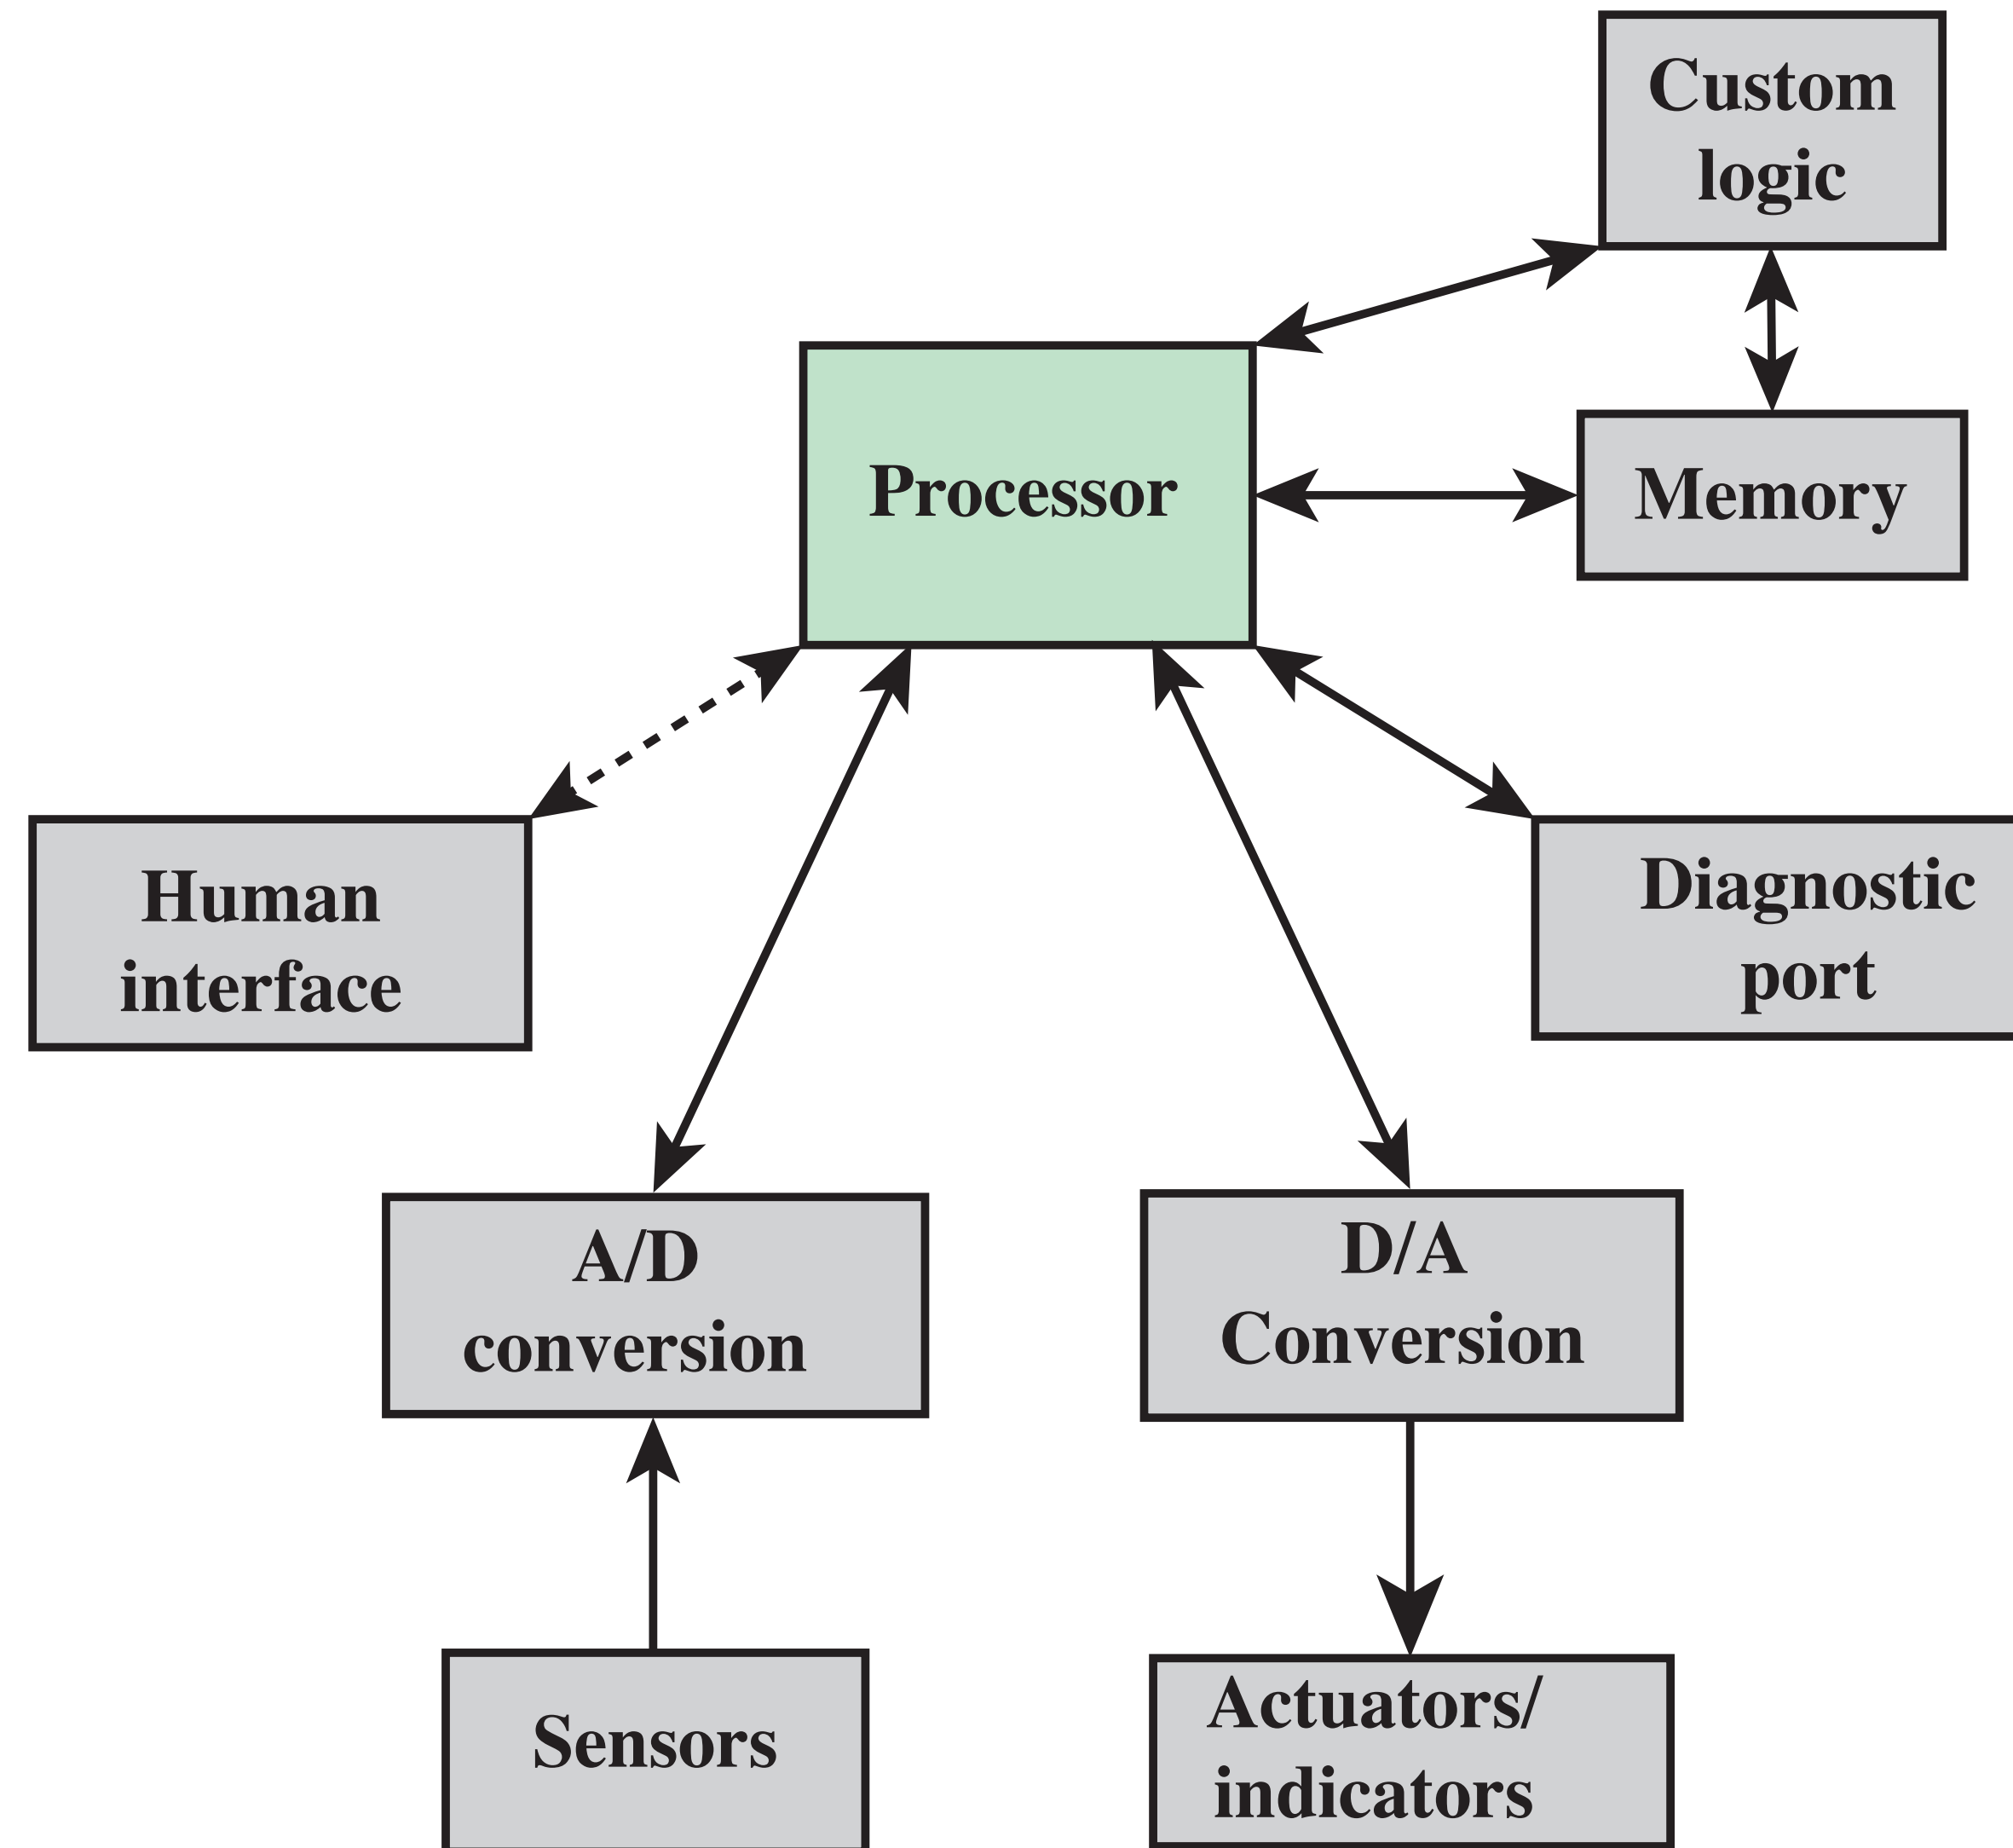 Custom
logic
Processor
Memory
Human
interface
Diagnostic
port
A/D
conversion
D/A
Conversion
Sensors
Actuators/
indicators